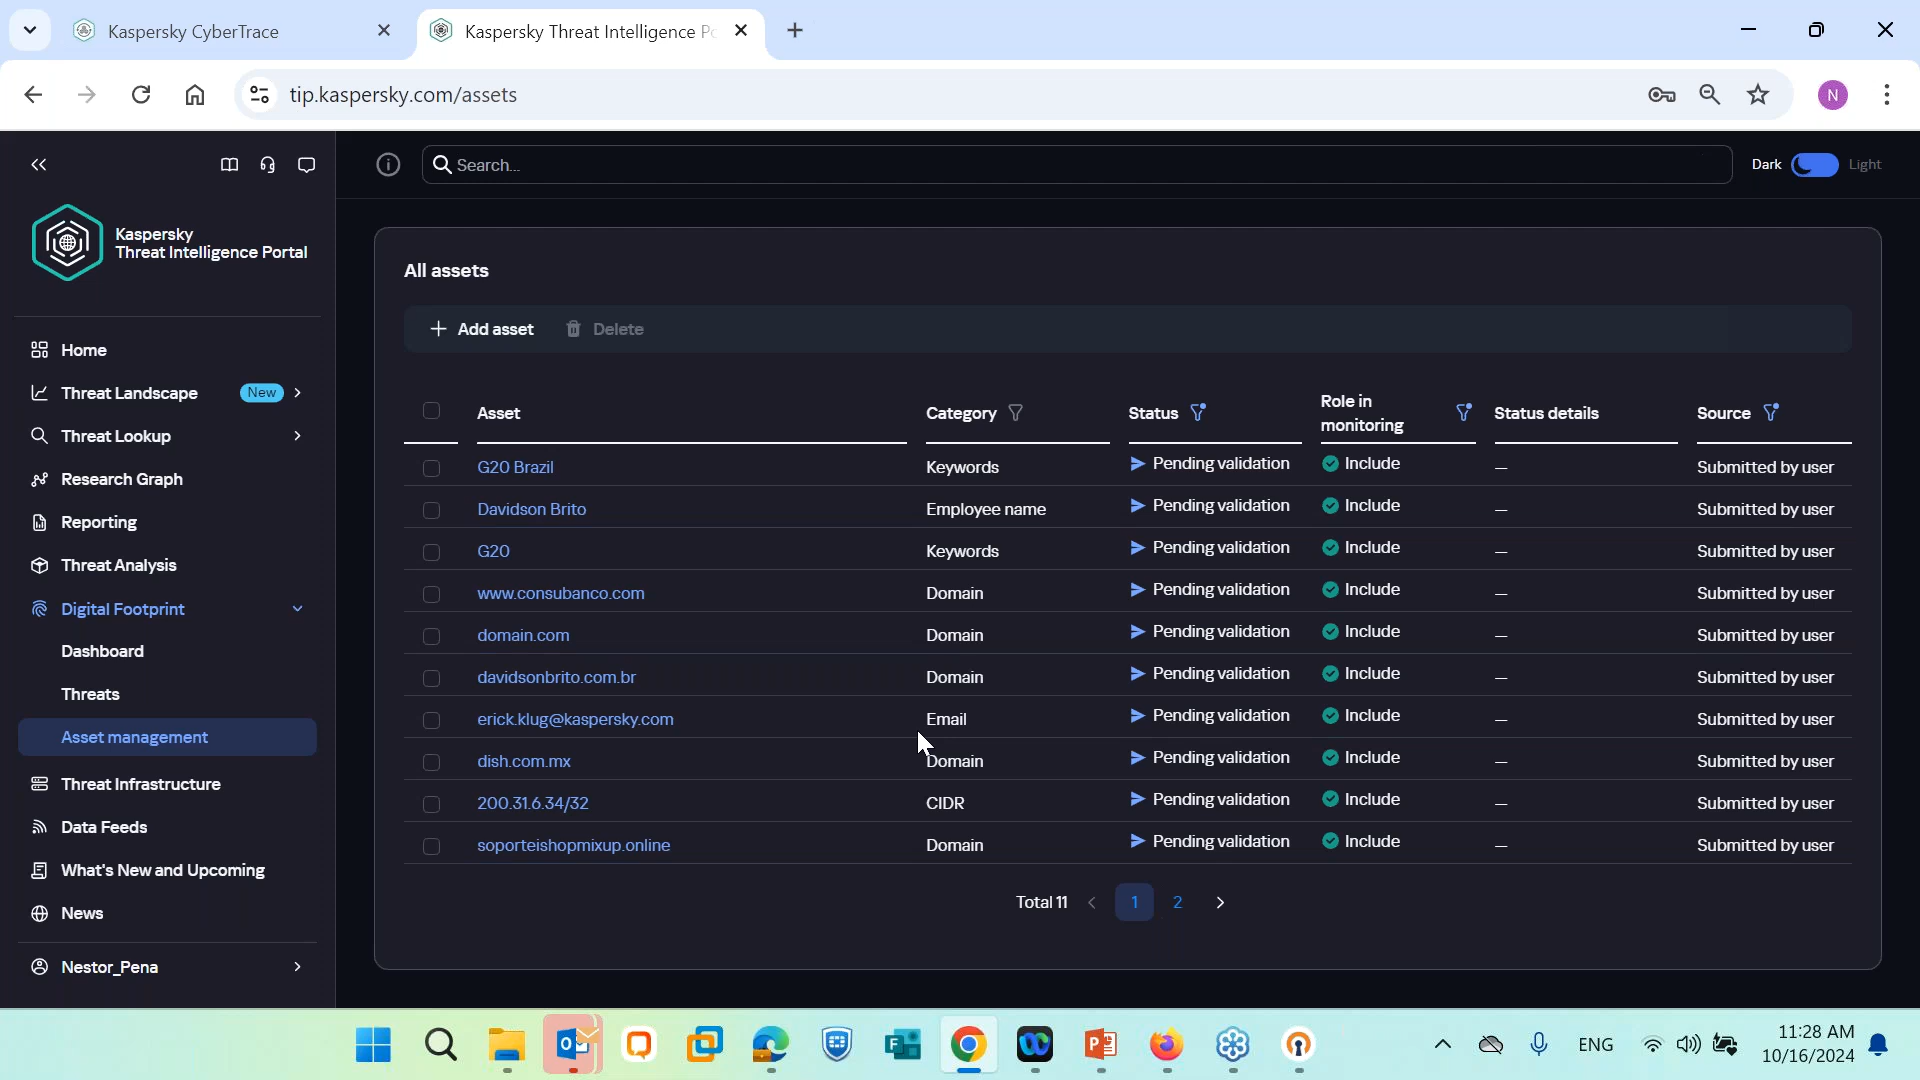 Kaspersky CyberTrace
Kaspersky Threat Intelligence Po
tip.kaspersky.com/assets
N
Search...
Dark
Light
Kaspersky
Threat Intelligence Portal
Home
Threat Landscape New
Threat Lookup
Research Graph
Reporting
Threat Analysis
Digital Footprint
Dashboard
Threats
Asset management
Threat Infrastructure
Data Feeds
What's New and Upcoming
News
Nestor_Pena
All assets
Add asset Delete
Asset Category Status Role in monitoring Status details Source
G20 Brazil Keywords Pending validation Include — Submitted by user
Davidson Brito Employee name Pending validation Include — Submitted by user
G20 Keywords Pending validation Include — Submitted by user
www.consubanco.com Domain Pending validation Include — Submitted by user
domain.com Domain Pending validation Include — Submitted by user
davidsonbrito.com.br Domain Pending validation Include — Submitted by user
erick.klug@kaspersky.com Email Pending validation Include — Submitted by user
dish.com.mx Domain Pending validation Include — Submitted by user
200.31.6.34/32 CIDR Pending validation Include — Submitted by user
soporteishopmixup.online Domain Pending validation Include — Submitted by user
Total 11 1 2
ENG
11:28 AM
10/16/2024